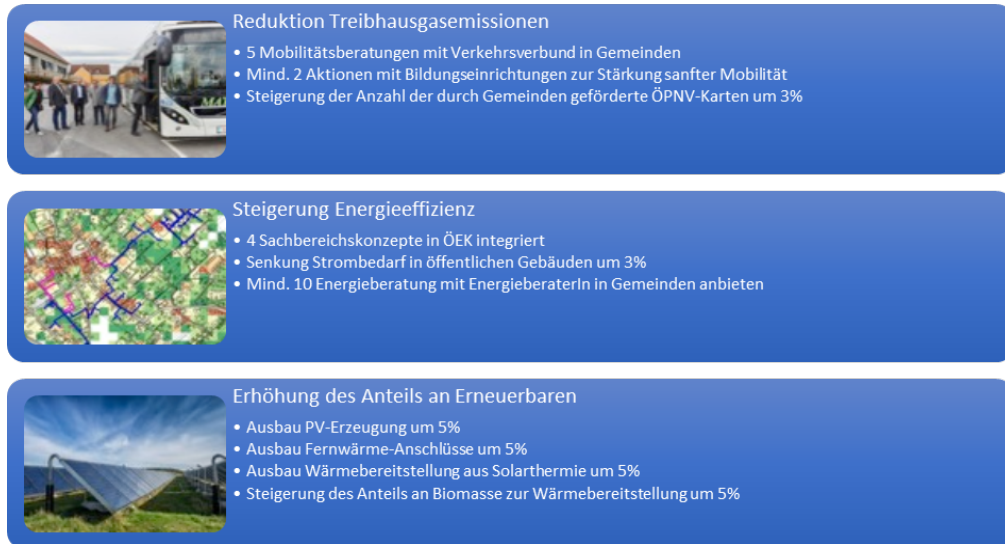 Reduktion Treibhausgasemissionen
• 5 Mobilitätsberatungen mit Verkehrsverbund in Gemeinden
• Mind. 2 Aktionen mit Bildungseinrichtungen zur Stärkung sanfter Mobilität
• Steigerung der Anzahl der durch Gemeinden geförderte ÖPNV-Karten um 3%
Steigerung Energieeffizienz
• 4 Sachbereichskonzepte in ÖEK integriert
• Senkung Strombedarf in öffentlichen Gebäuden um 3%
• Mind. 10 Energieberatung mit EnergieberaterIn in Gemeinden anbieten
Erhöhung des Anteils an Erneuerbaren
• Ausbau PV-Erzeugung um 5%
• Ausbau Fernwärme-Anschlüsse um 5%
• Ausbau Wärmebereitstellung aus Solarthermie um 5%
• Steigerung des Anteils an Biomasse zur Wärmebereitstellung um 5%